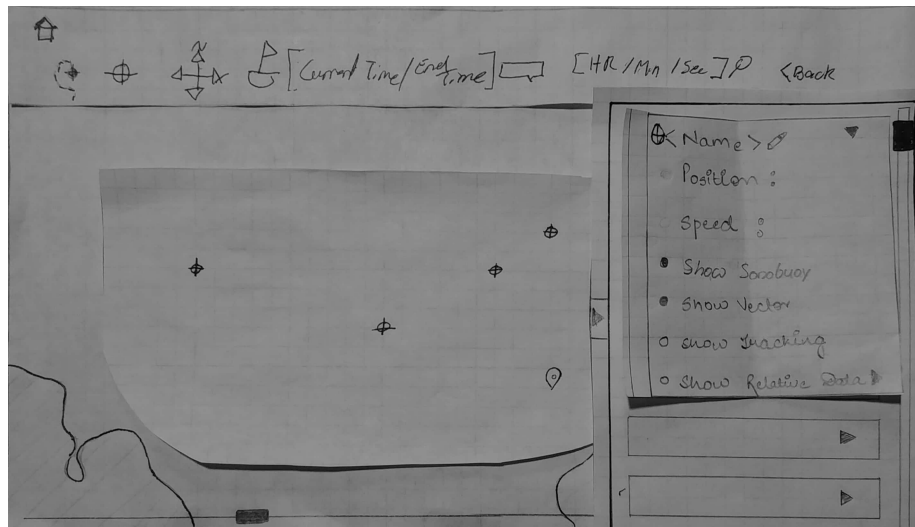 [Current Time/End Time] [HR/Min/Sec] <Back
<Name>
Position :
Speed :
Show Sonobuoy
Show Vector
Show Tracking
Show Relative Data